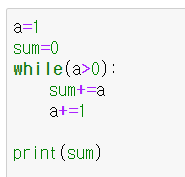 a=1
sum=0
while(a>0):
    sum+=a
    a+=1

print(sum)